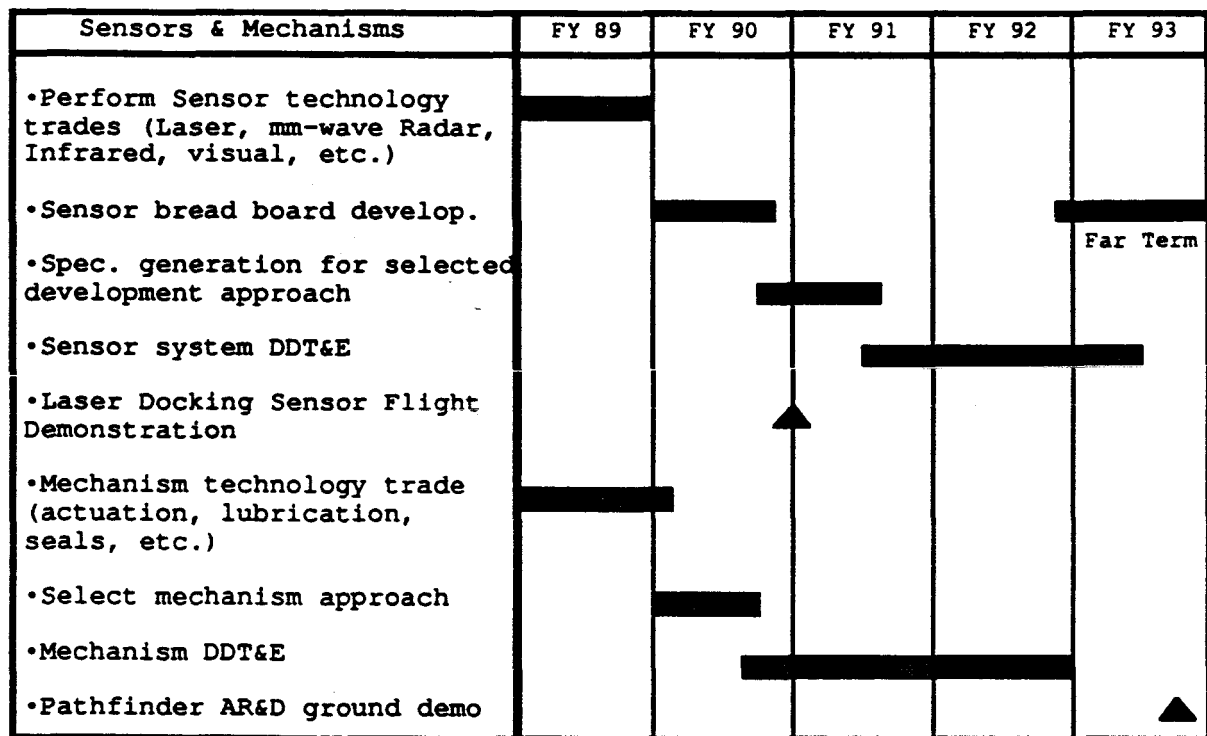 Sensors & Mechanisms FY 89 FY 90 FY 91 FY 92 FY 93
•Perform Sensor technology
trades (Laser, mm-wave Radar,
Infrared, visual, etc.)
•Sensor bread board develop.
Far Term
•Spec. generation for selected
development approach
•Sensor system DDT&E
•Laser Docking Sensor Flight
Demonstration
•Mechanism technology trade
(actuation, lubrication,
seals, etc.)
•Select mechanism approach
•Mechanism DDT&E
•Pathfinder AR&D ground demo